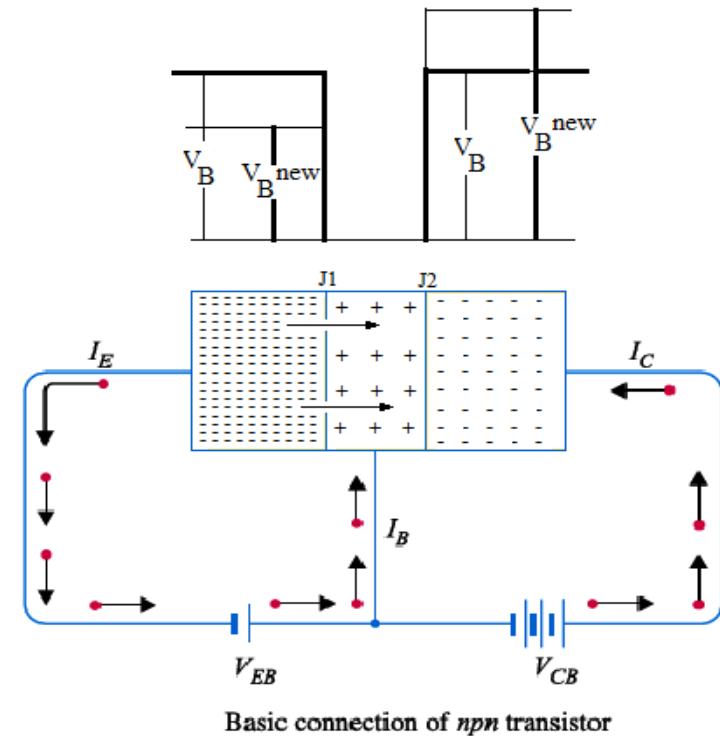 V_B V_B^new V_B V_B^new
J1 J2
+ + +
+ + +
+ + +
+ + +
I_E I_C
I_B
V_EB V_CB
Basic connection of npn transistor